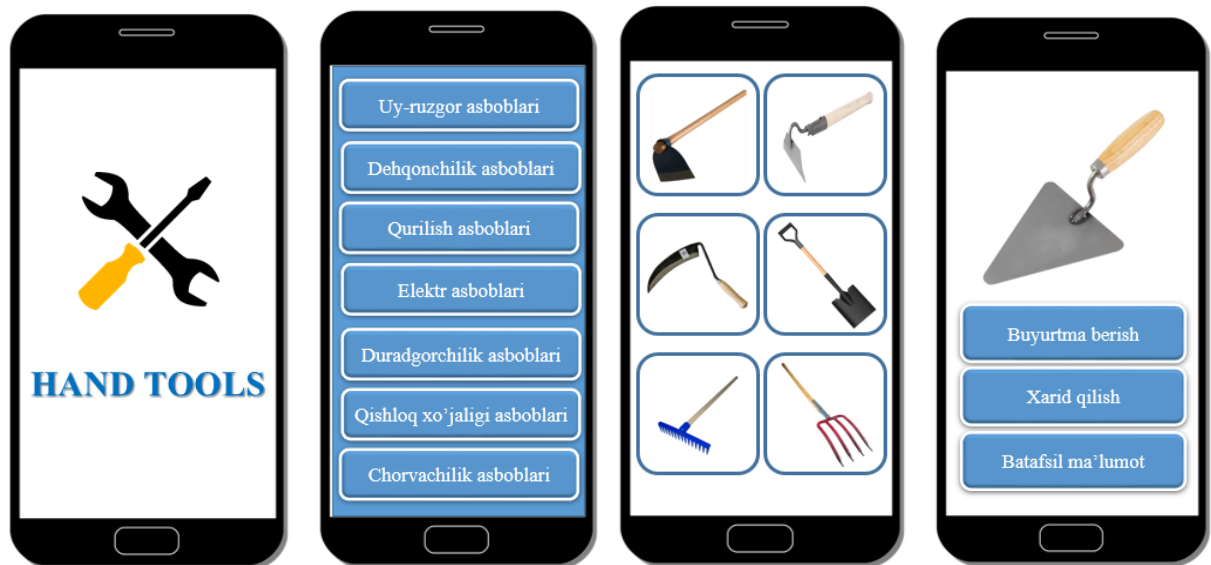 HAND TOOLS
Uy-ruzgor asboblari
Dehqonchilik asboblari
Qurilish asboblari
Elektr asboblari
Duradgorchilik asboblari
Qishloq xo’jaligi asboblari
Chorvachilik asboblari
Buyurtma berish
Xarid qilish
Batafsil ma’lumot